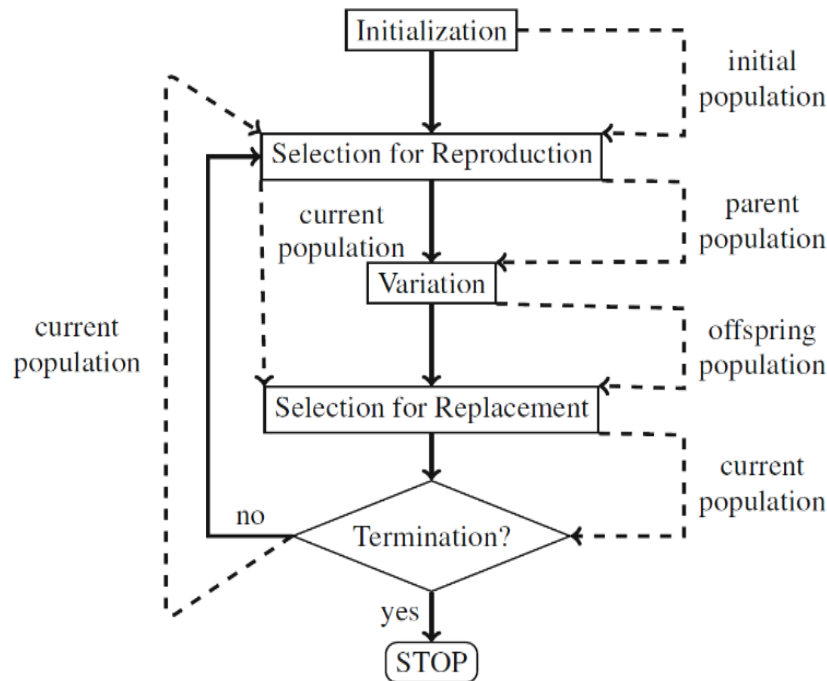 Initialization
initial
population
Selection for Reproduction
current
population
parent
population
Variation
current
population
offspring
population
Selection for Replacement
current
population
no
Termination?
yes
STOP